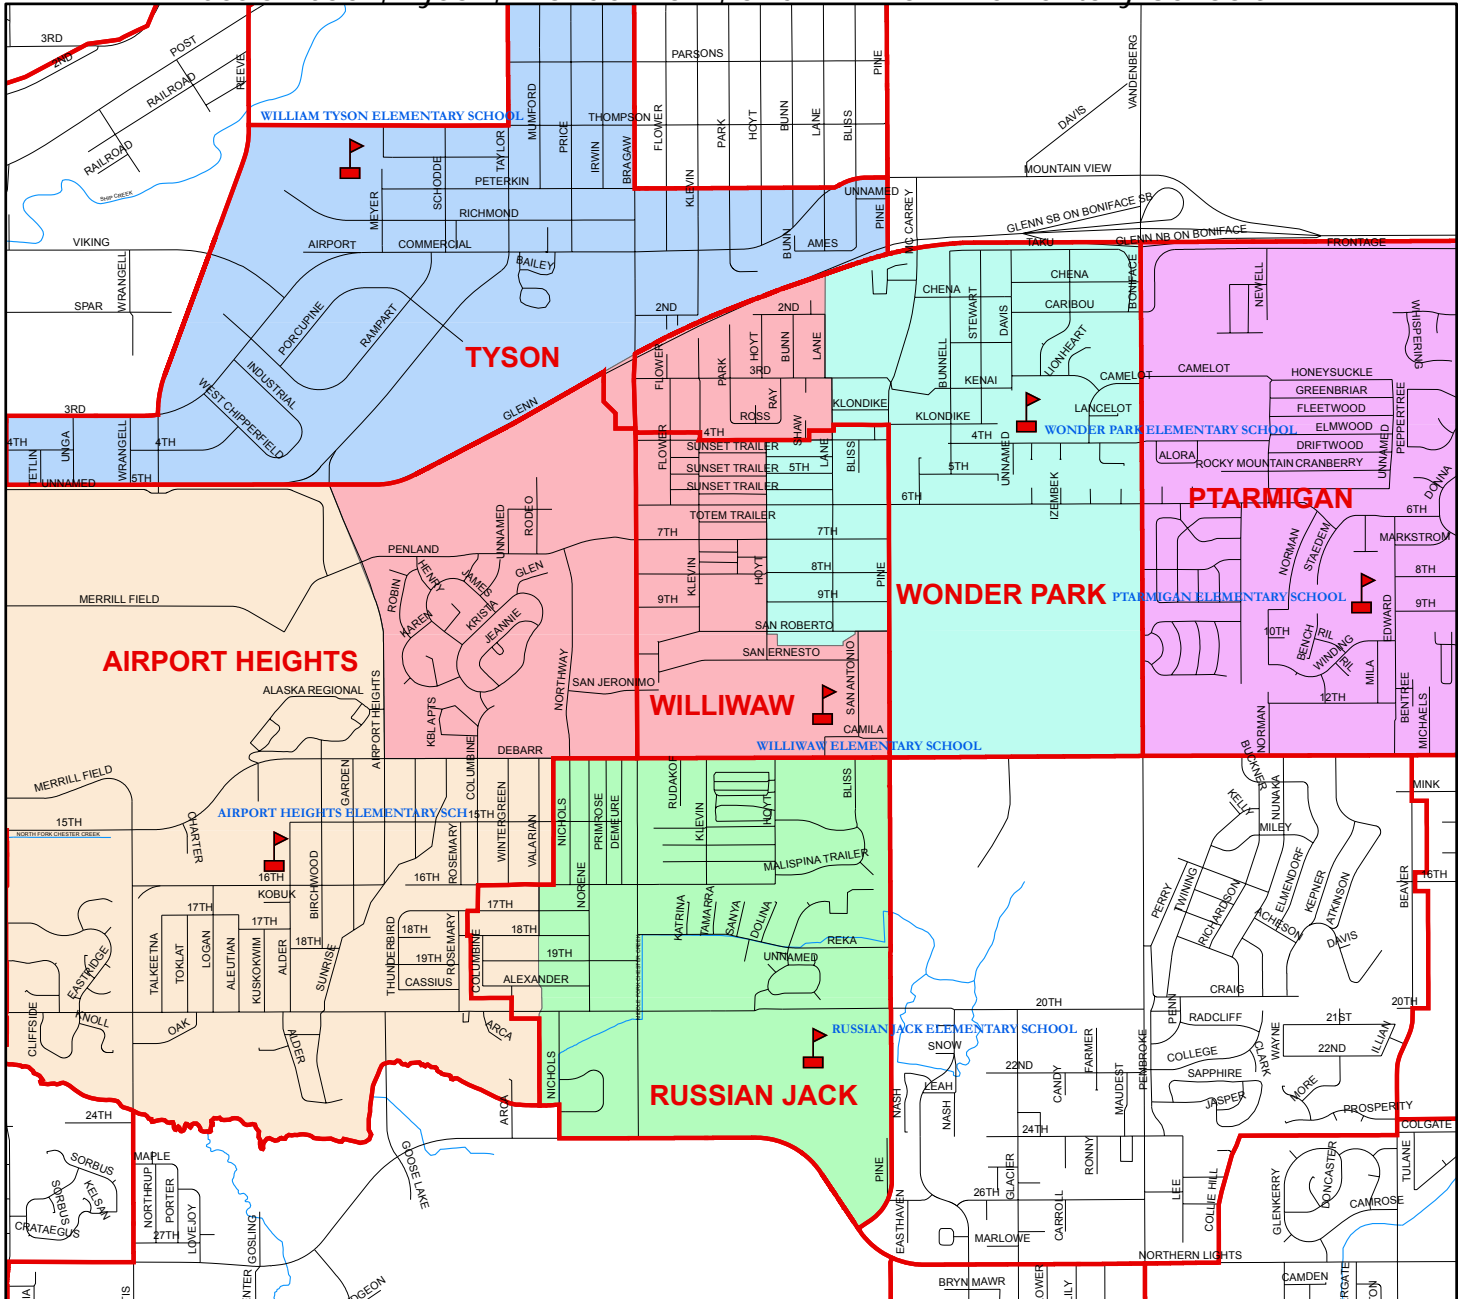 3RD
2ND
POST
RAILROAD
REEVE
RAILROAD
SHIP CREEK
PARSONS
PINE
VANDENBERG
DAVIS
WILLIAM TYSON ELEMENTARY SCHOOL
MUMFORD
PRICE
IRWIN
THOMPSON
BRAGAW
FLOWER
PARK
HOYT
BUNN
LANE
BLISS
TAYLOR
SCHODDE
MEYER
PETERKIN
KLEVIN
MOUNTAIN VIEW
UNNAMED
PINE
MC CARREY
GLENN SB ON BONIFACE SB
GLENN NB ON BONIFACE
TAKU
FRONTAGE
RICHMOND
VIKING
AIRPORT
COMMERCIAL
BAILEY
BUNN
AMES
WRANGELL
SPAR
PORCUPINE
RAMPART
INDUSTRIAL
WEST CHIPPERFIELD
TYSON
GLENN
2ND
2ND
CHENA
CHENA
CARIBOU
BONIFACE
STEWART
DAVIS
LIONHEART
BUNNELL
KENAI
CAMELOT
CAMELOT
LANCELOT
KLONDIKE
KLONDIKE
NEWELL
WHISPERING
HONEYSUCKLE
GREENBRIAR
FLEETWOOD
ELMWOOD
DRIFTWOOD
PEPPERTREE
ALORA
ROCKY MOUNTAIN
CRANBERRY
UNNAMED
DONNA
PTARMIGAN
FLOWER
PARK
HOYT
BUNN
LANE
3RD
RAY
ROSS
SHAW
4TH
WONDER PARK ELEMENTARY SCHOOL
3RD
4TH
TETLIN
UNGA
WRANGELL
4TH
UNNAMED
5TH
FLOWER
SUNSET TRAILER
SUNSET TRAILER
SUNSET TRAILER
5TH
LANE
BLISS
4TH
5TH
UNNAMED
6TH
IZEMBEK
6TH
TOTEM TRAILER
7TH
7TH
KLEVIN
HOYT
8TH
9TH
9TH
PINE
WONDER PARK
NORMAN
STAEDEM
MARKSTROM
8TH
9TH
PTARMIGAN ELEMENTARY SCHOOL
EDWARD
10TH
BENCH
RIL
WINDING
RIL
MILA
12TH
BENTREE
MICHAELS
NORMAN
RODEO
UNNAMED
PENLAND
HENRY
ROBIN
JAMES
GLEN
KRISTA
KAREN
JEANNIE
MERRILL FIELD
AIRPORT HEIGHTS
ALASKA REGIONAL
AIRPORT HEIGHTS
KBL APTS
COLUMBINE
NORTHWAY
SAN JERONIMO
SAN ROBERTO
SAN ERNESTO
SAN ANTONIO
WILLIWAW
CAMILA
WILLIWAW ELEMENTARY SCHOOL
DEBARR
MERRILL FIELD
GARDEN
15TH
NORTH FORK CHESTER CREEK
CHARTER
AIRPORT HEIGHTS ELEMENTARY SCH
15TH
WINTERGREEN
VALARIAN
NICHOLS
PRIMROSE
DEMEURE
RUDAKOF
KLEVIN
HOYT
BLISS
MALISPINA TRAILER
ROSEMARY
16TH
KOBUK
BIRCHWOOD
16TH
NORENE
17TH
17TH
TALKEETNA
TOKLAT
LOGAN
ALEUTIAN
KUSKOKWIM
ALDER
17TH
18TH
SUNRISE
THUNDERBIRD
18TH
19TH
CASSIUS
ROSEMARY
COLUMBINE
18TH
19TH
ALEXANDER
KATRINA
TAMARRA
SANYA
DOLINA
REKA
UNNAMED
MIDDLE FORK CHESTER CREEK
EASTRIDGE
CLIFFSIDE
KNOLL
OAK
ALDER
ARCA
ARCA
NICHOLS
RUSSIAN JACK ELEMENTARY SCHOOL
RUSSIAN JACK
PINE
BUCKNER
NUNAKA
KELLY
MILEY
PERRY
TWINING
RICHARDSON
ELMENDORF
KEPNER
ATKINSON
ACHESON
DAVIS
MINK
BEAVER
16TH
CRAIG
20TH
20TH
PENN
RADCLIFF
WAYNE
21ST
22ND
ILLIAN
COLLEGE
CLARK
SAPPHIRE
JASPER
MORE
PROSPERITY
COLGATE
SNOW
22ND
LEAH
NASH
NASH
CANDY
FARMER
MAUDEST
PEMBROKE
24TH
RONNY
GLACIER
26TH
CARROLL
LEE
COLLIE HILL
EASTHAVEN
MARLOWE
NORTHERN LIGHTS
BRYN MAWR
GLENKERRY
DONCASTER
CAMROSE
TULANE
CAMDEN
24TH
SORBUS
SORBUS
KELSAN
CRATAEGUS
MAPLE
NORTHRUP
PORTER
LOVEJOY
27TH
GOSLING
GOOSE LAKE